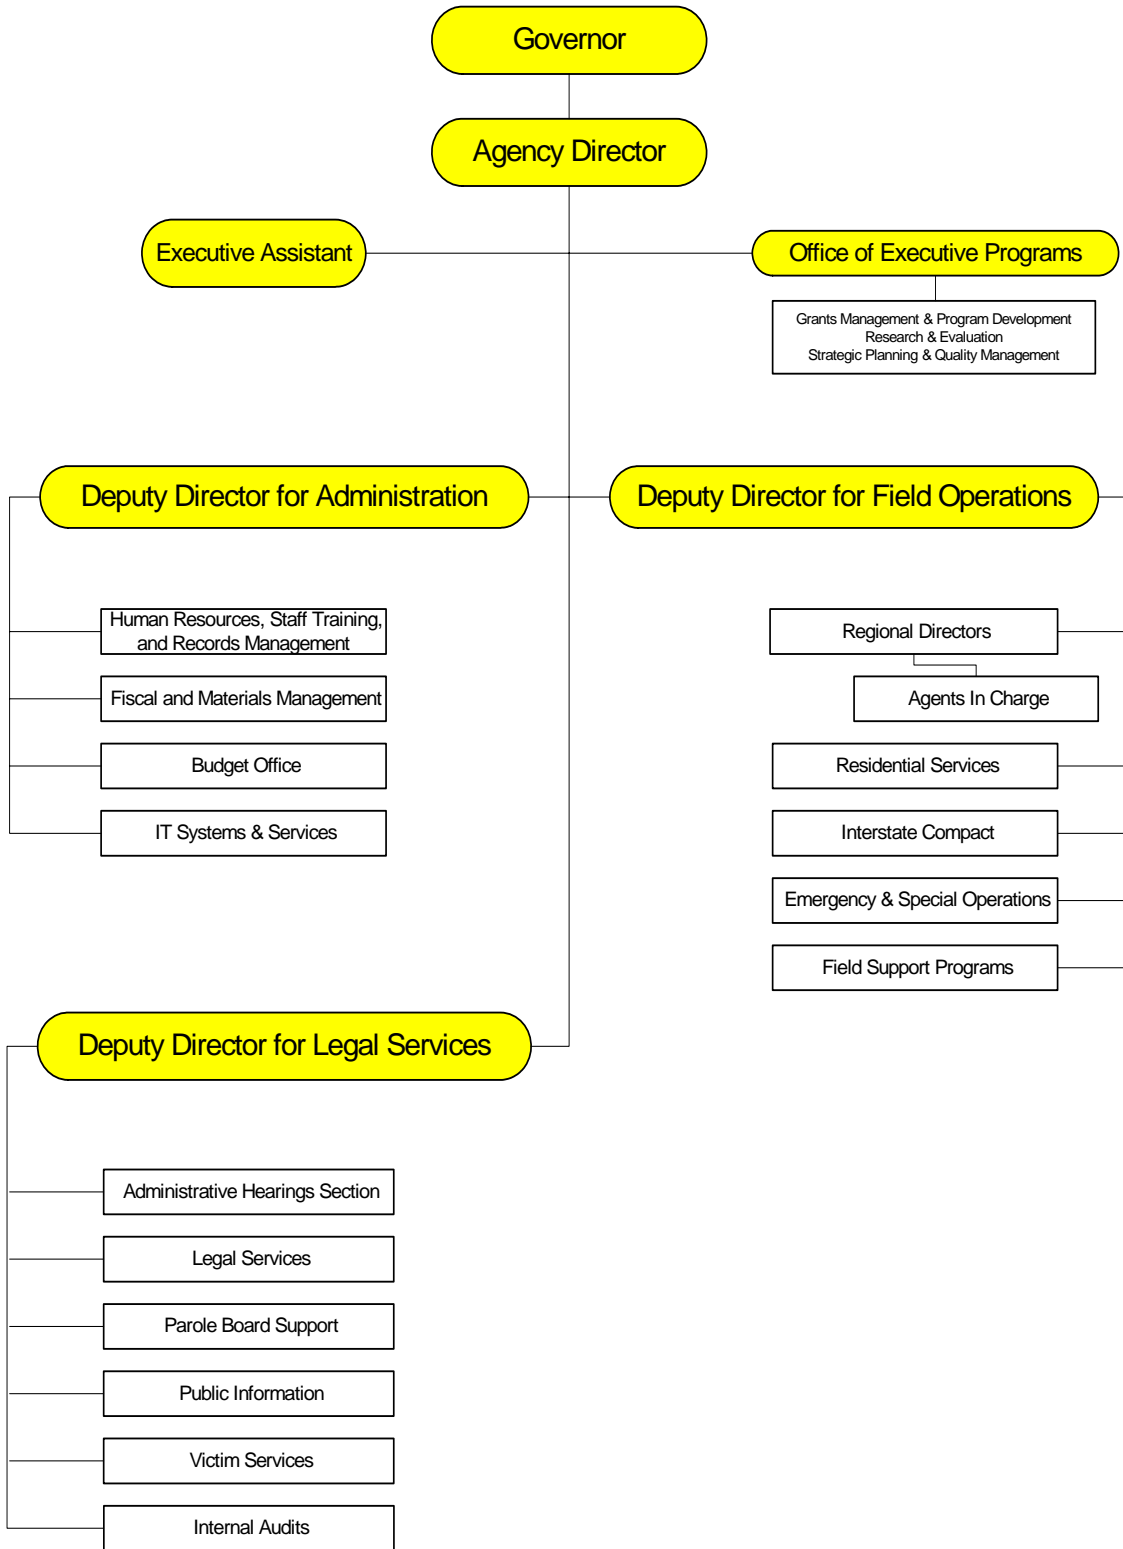 Governor
Agency Director
Executive Assistant
Office of Executive Programs
Grants Management & Program Development
Research & Evaluation
Strategic Planning & Quality Management
Deputy Director for Administration
Deputy Director for Field Operations
Human Resources, Staff Training,
and Records Management
Fiscal and Materials Management
Budget Office
IT Systems & Services
Regional Directors
Agents In Charge
Residential Services
Interstate Compact
Emergency & Special Operations
Field Support Programs
Deputy Director for Legal Services
Administrative Hearings Section
Legal Services
Parole Board Support
Public Information
Victim Services
Internal Audits